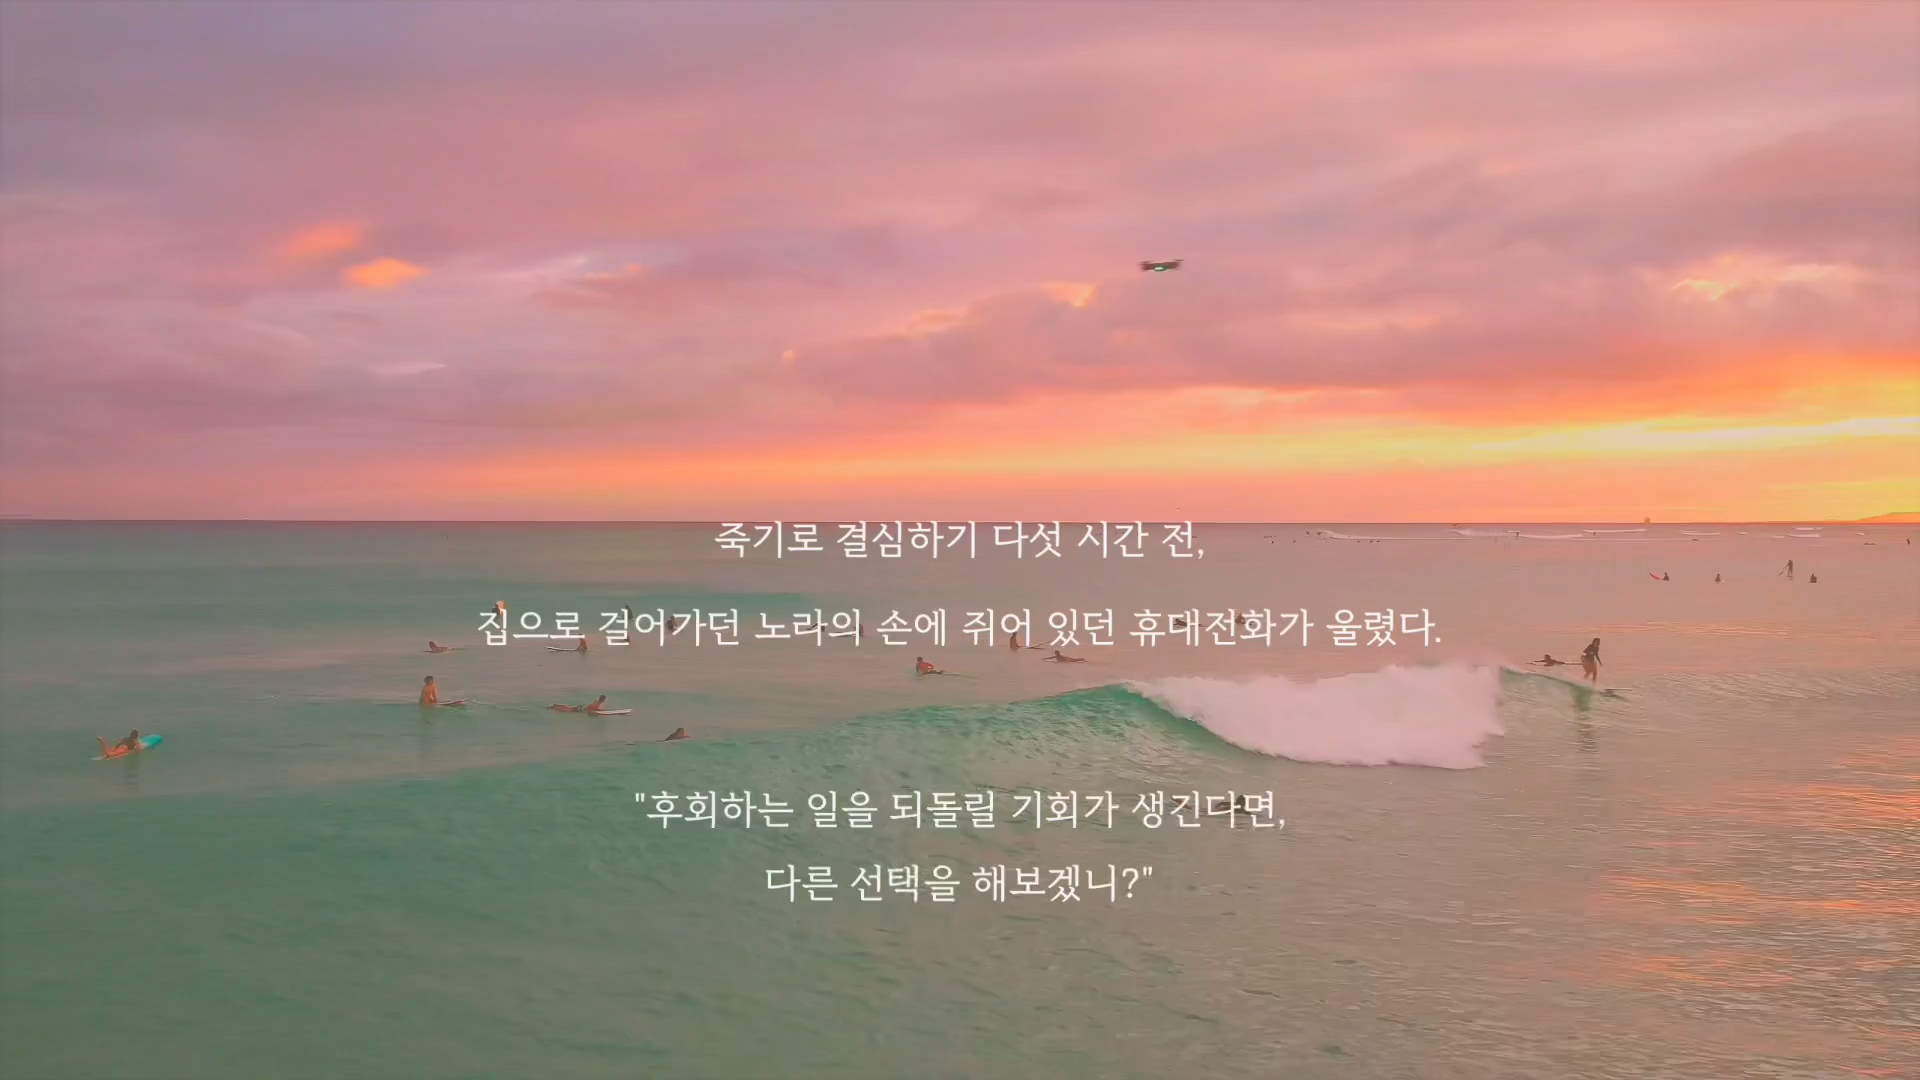 죽기로 결심하기 다섯 시간 전,
집으로 걸어가던 노라의 손에 쥐어 있던 휴대전화가 울렸다.
"후회하는 일을 되돌릴 기회가 생긴다면,
다른 선택을 해보겠니?"